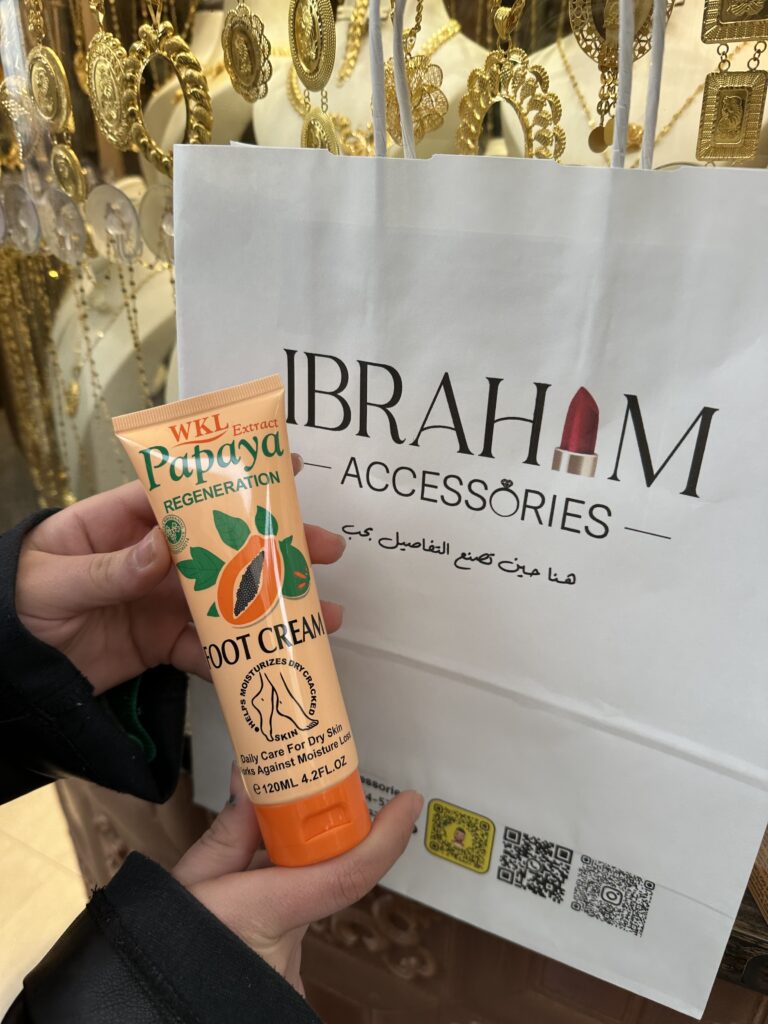 IBRAHIM
ACCESSORIES
هنا حين تصنع التفاصيل بحب
WKL
Extract
Papaya
REGENERATION
FOOT CREAM
HELPS MOISTURIZES DRY CRACKED
SKIN
Daily Care For Dry Skin
Works Against Moisture Loss
e 120ML 4.2FL.OZ